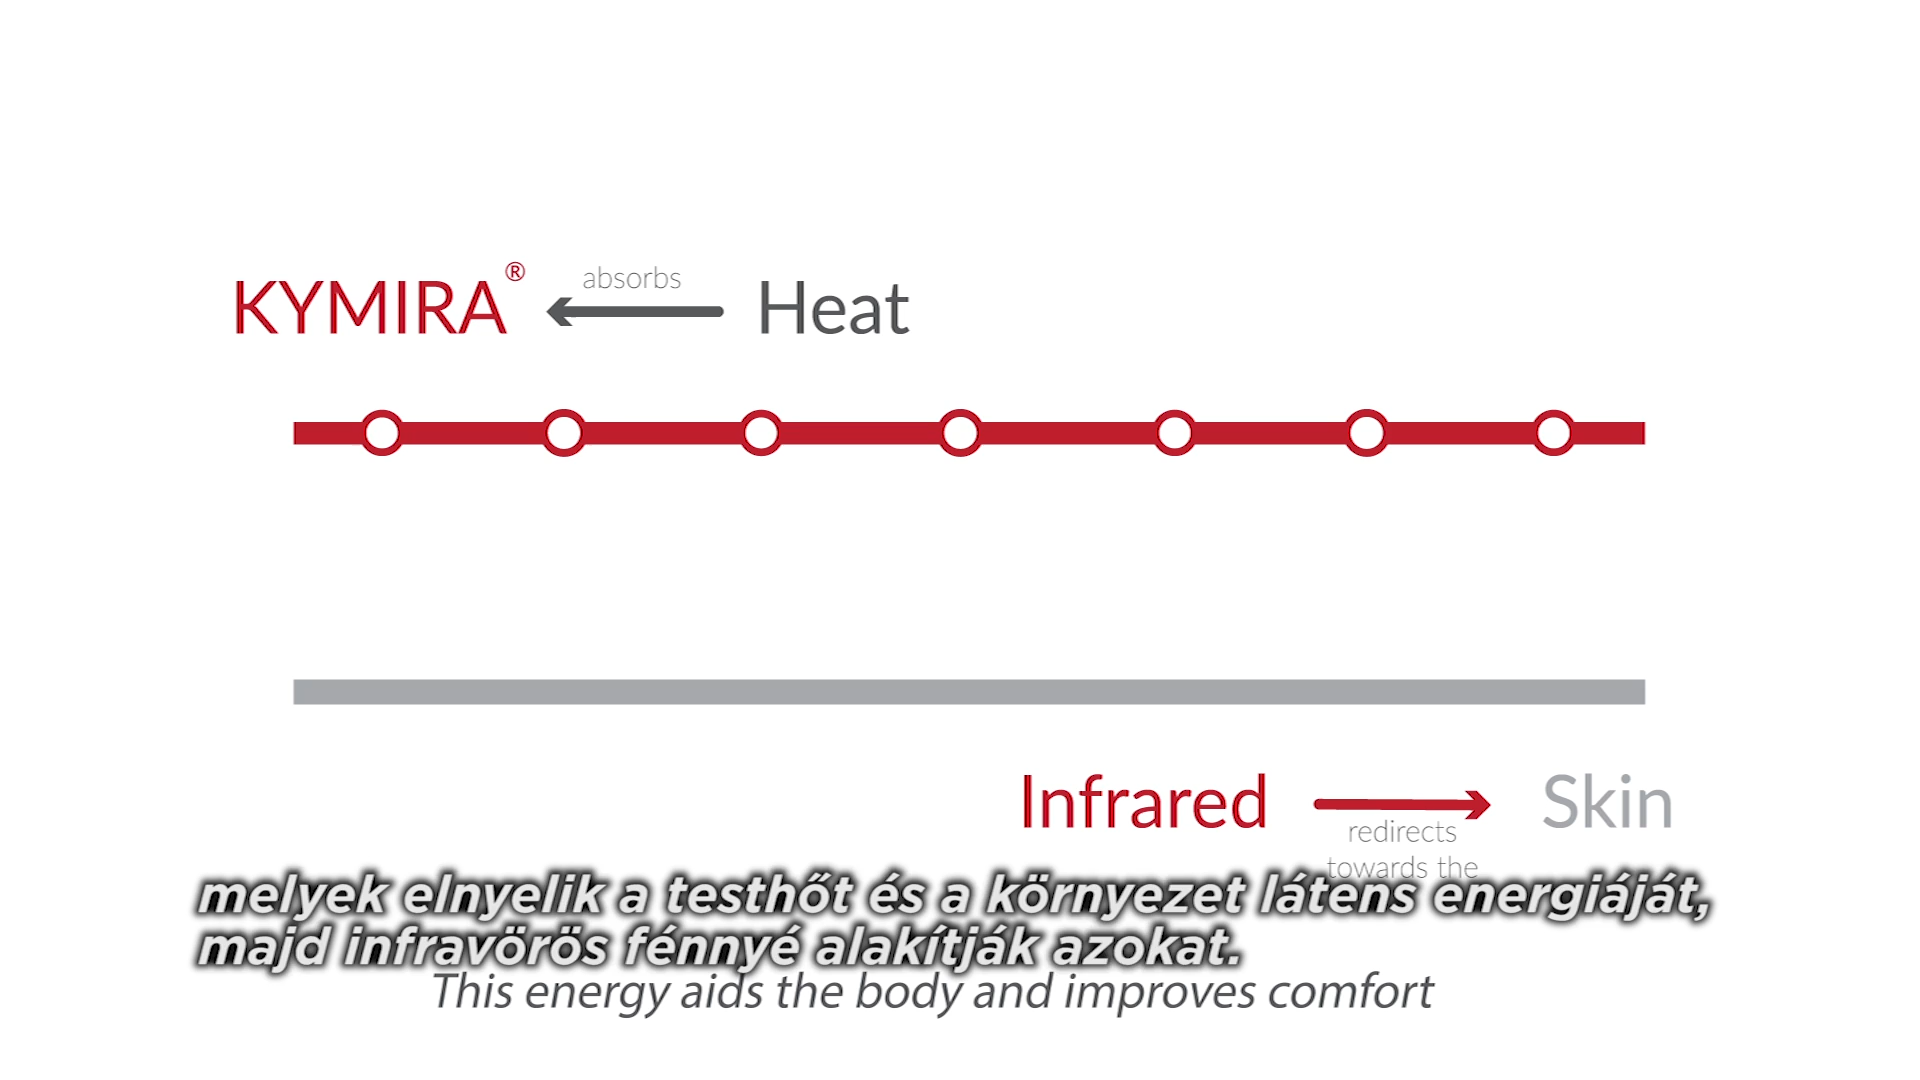 KYMIRA® absorbs Heat
Infrared redirects towards the Skin
melyek elnyelik a testhőt és a környezet látens energiáját,
majd infravörös fénnyé alakítják azokat.
This energy aids the body and improves comfort